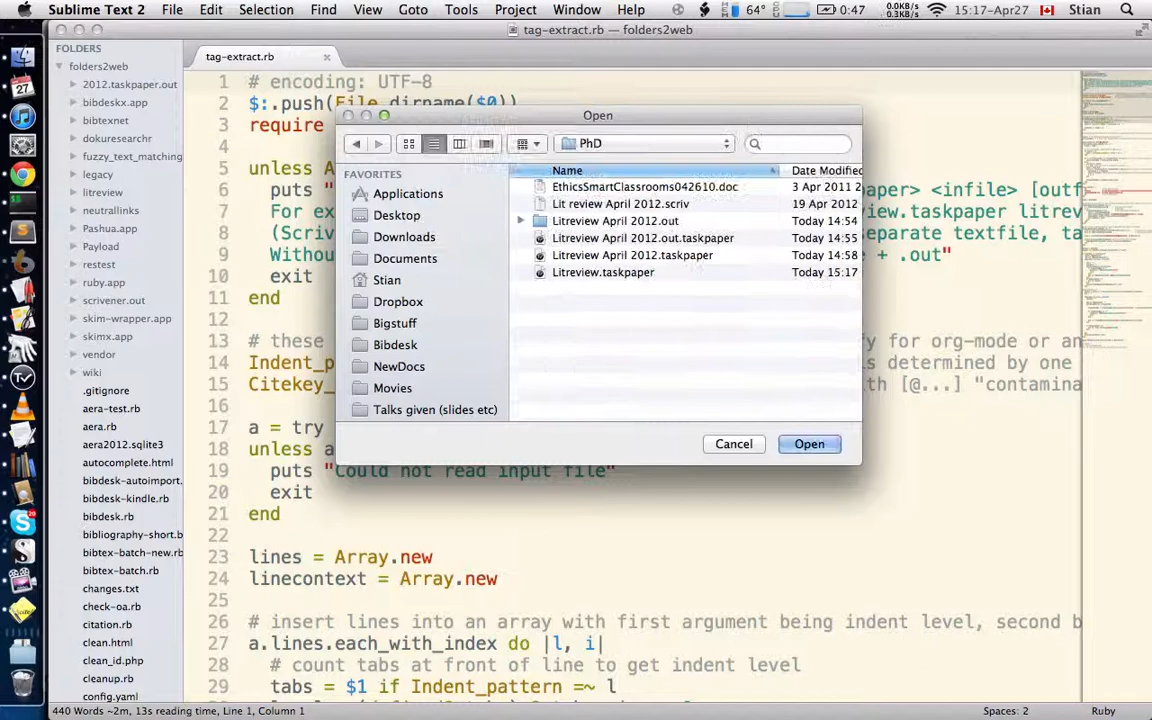 Sublime Text 2 File Edit Selection Find View Goto Tools Project Window Help 64° 0:47 0.0KB/s 0.3KB/s 15:17-Apr27 Stian
tag-extract.rb — folders2web
FOLDERS
folders2web
2012.taskpaper.out
bibdeskx.app
bibtexnet
dokuresearchr
fuzzy_text_matching
legacy
litreview
neutrallinks
Pashua.app
Payload
restest
ruby.app
scrivener.out
skim-wrapper.app
skimx.app
vendor
wiki
.gitignore
aera-test.rb
aera.rb
aera2012.sqlite3
autocomplete.html
bibdesk-autoimport.
bibdesk-kindle.rb
bibdesk.rb
bibliography-short.b
bibtex-batch-new.rb
bibtex-batch.rb
changes.txt
check-oa.rb
citation.rb
clean.html
clean_id.php
cleanup.rb
config.yaml
tag-extract.rb
1 # encoding: UTF-8
2 $:.push(File.dirname($0))
3 require
4
5 unless A
6 puts " paper> <infile> [outf
7 For ex view.taskpaper litrev
8 (Scriv separate textfile, ta
9 Withou e + .out"
10 exit
11 end
12
13 # these fy for org-mode or an
14 Indent_p is determined by one
15 Citekey_ th [@...] "contamina
16
17 a = try
18 unless a
19 puts "Could not read input file"
20 exit
21 end
22
23 lines = Array.new
24 linecontext = Array.new
25
26 # insert lines into an array with first argument being indent level, second b
27 a.lines.each_with_index do |l, i|
28 # count tabs at front of line to get indent level
29 tabs = $1 if Indent_pattern =~ l
Open
PhD
FAVORITES
Applications
Desktop
Downloads
Documents
Stian
Dropbox
Bigstuff
Bibdesk
NewDocs
Movies
Talks given (slides etc)
Name Date Modified
EthicsSmartClassrooms042610.doc 3 Apr 2011 2
Lit review April 2012.scriv 19 Apr 2012
Litreview April 2012.out Today 14:54
Litreview April 2012.out.taskpaper Today 14:55
Litreview April 2012.taskpaper Today 14:58
Litreview.taskpaper Today 15:17
Cancel Open
440 Words ~2m, 13s reading time, Line 1, Column 1 Spaces: 2 Ruby